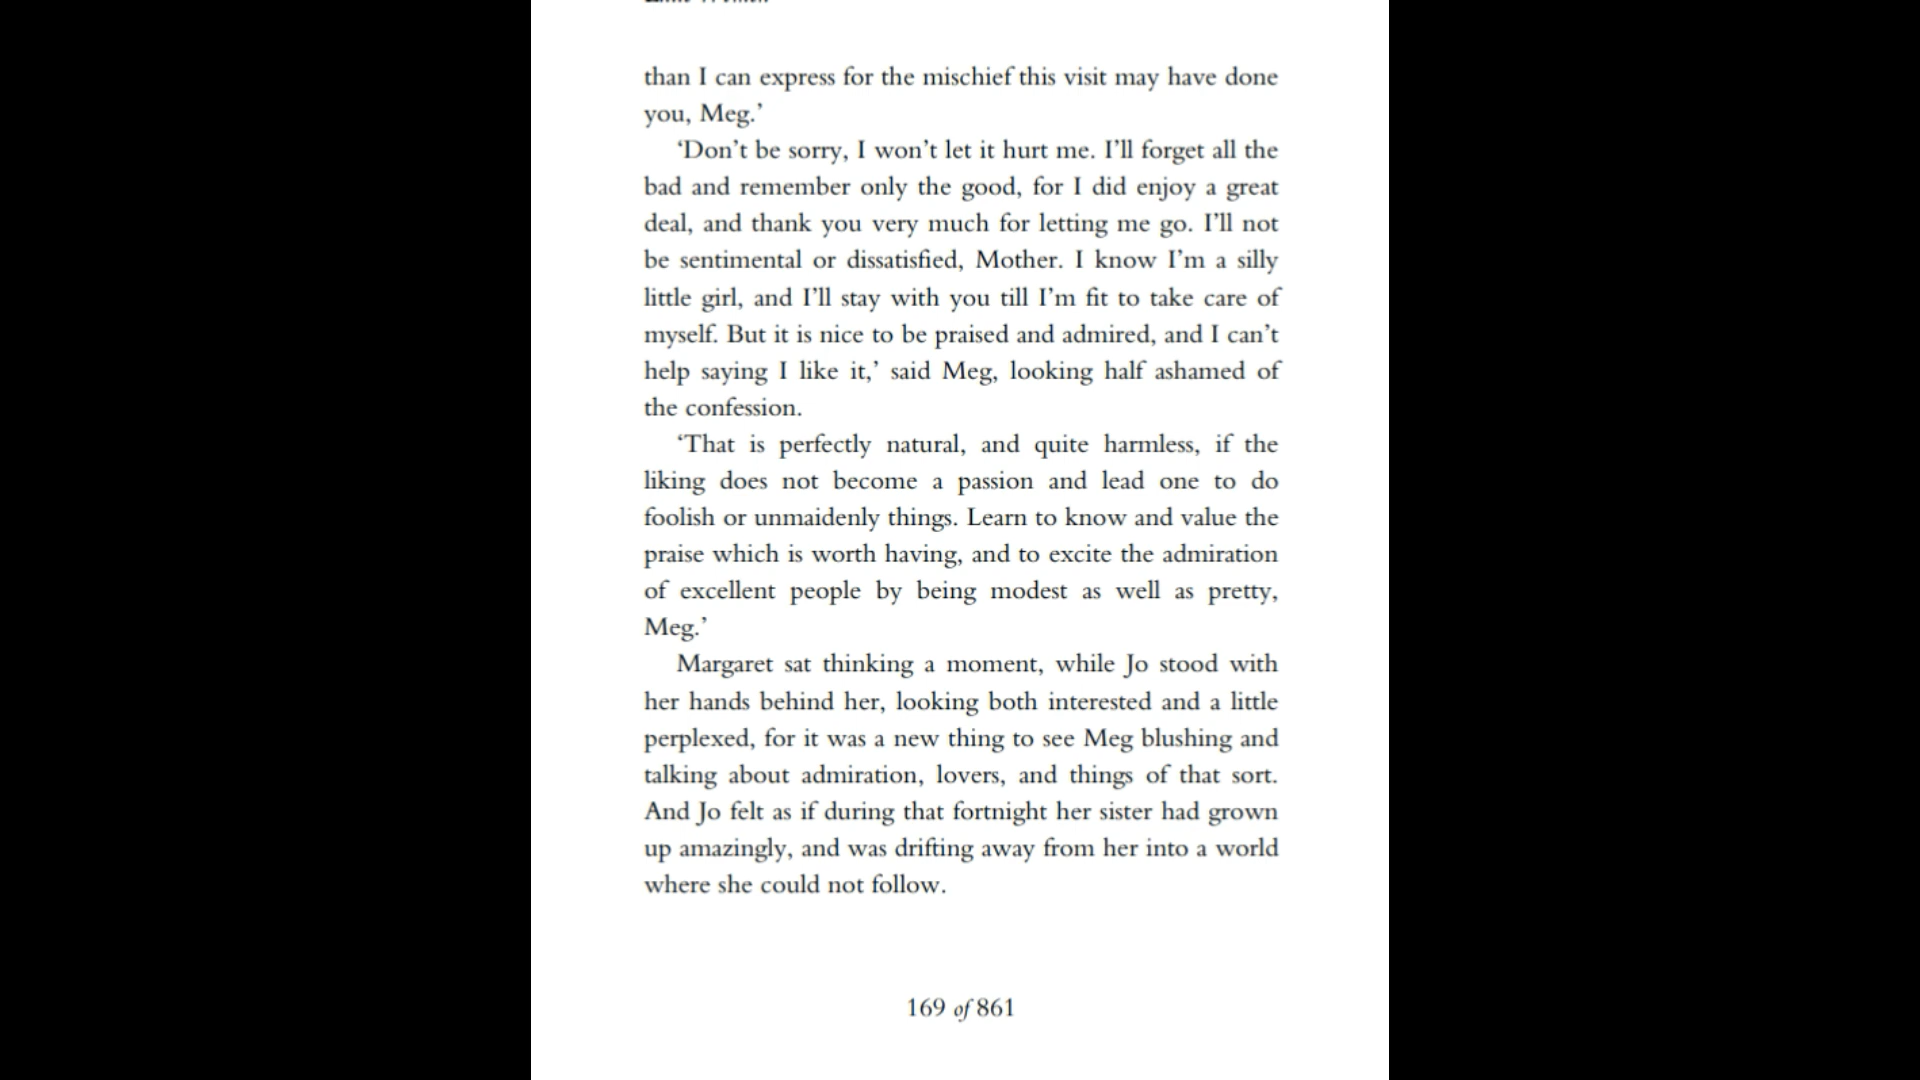 than I can express for the mischief this visit may have done
you, Meg.’
‘Don’t be sorry, I won’t let it hurt me. I’ll forget all the
bad and remember only the good, for I did enjoy a great
deal, and thank you very much for letting me go. I’ll not
be sentimental or dissatisfied, Mother. I know I’m a silly
little girl, and I’ll stay with you till I’m fit to take care of
myself. But it is nice to be praised and admired, and I can’t
help saying I like it,’ said Meg, looking half ashamed of
the confession.
‘That is perfectly natural, and quite harmless, if the
liking does not become a passion and lead one to do
foolish or unmaidenly things. Learn to know and value the
praise which is worth having, and to excite the admiration
of excellent people by being modest as well as pretty,
Meg.’
Margaret sat thinking a moment, while Jo stood with
her hands behind her, looking both interested and a little
perplexed, for it was a new thing to see Meg blushing and
talking about admiration, lovers, and things of that sort.
And Jo felt as if during that fortnight her sister had grown
up amazingly, and was drifting away from her into a world
where she could not follow.
169 of 861